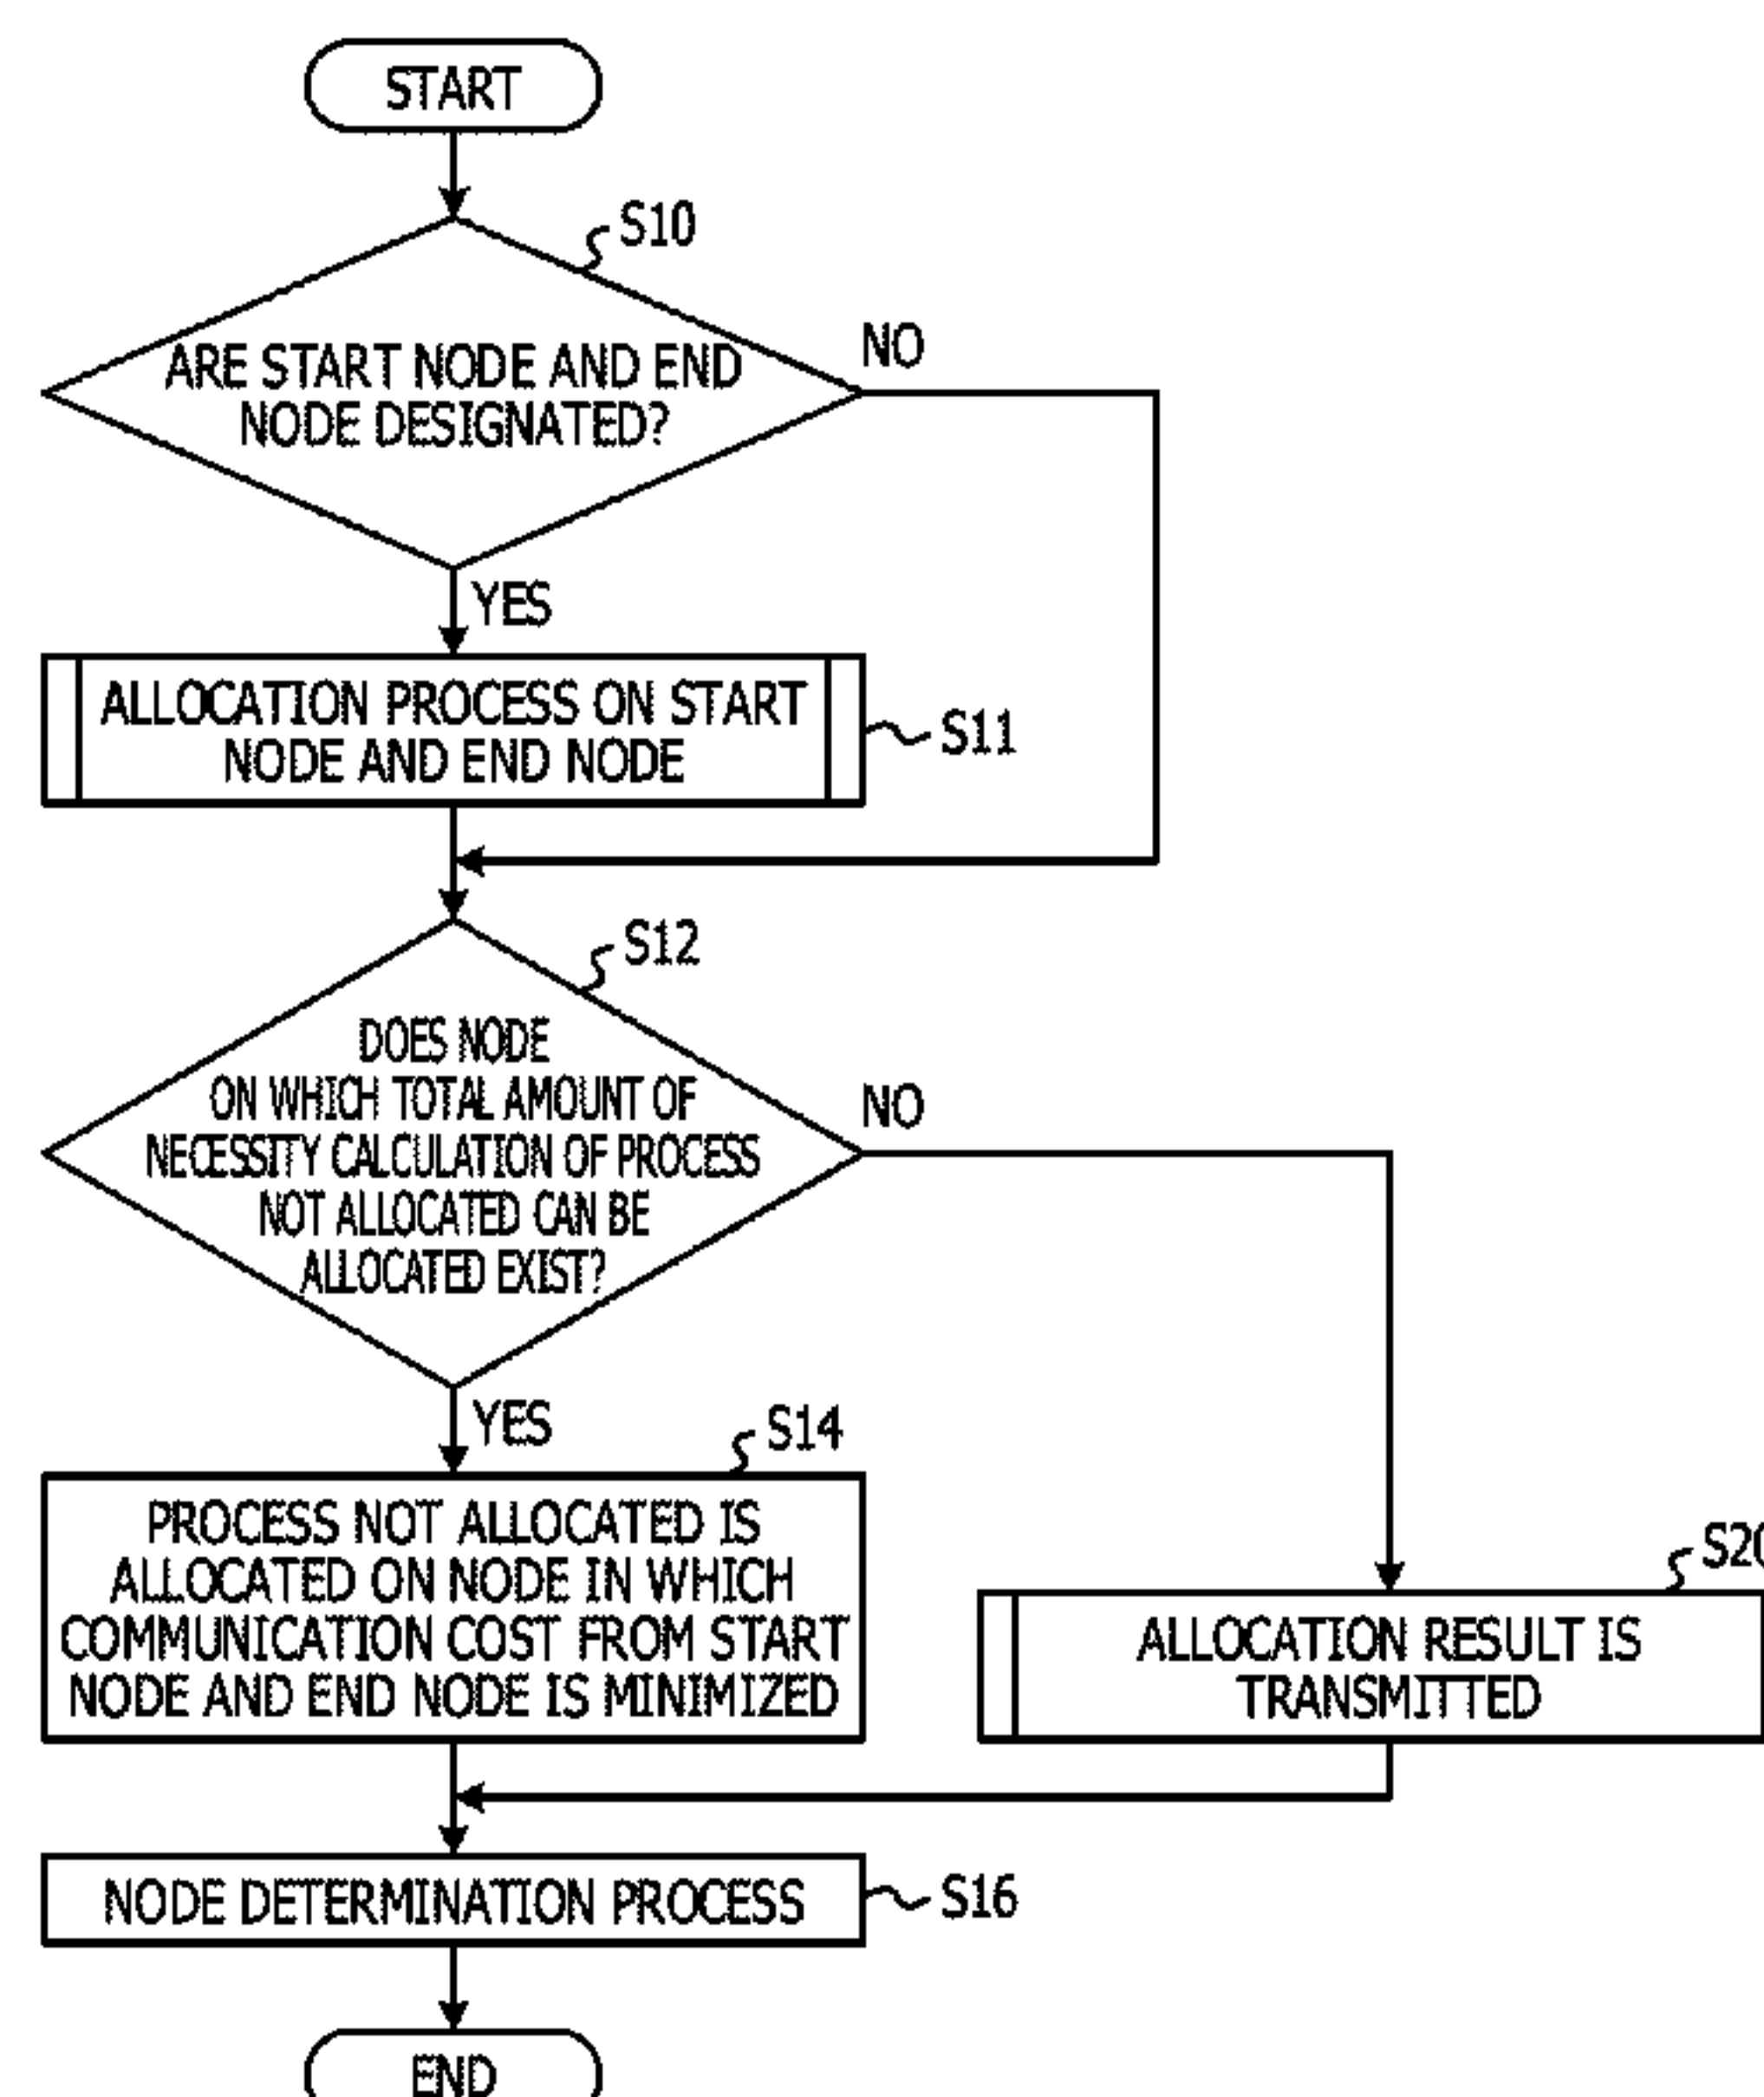 START
S10
ARE START NODE AND END
NODE DESIGNATED?
NO
YES
ALLOCATION PROCESS ON START
NODE AND END NODE
S11
S12
DOES NODE
ON WHICH TOTAL AMOUNT OF
NECESSITY CALCULATION OF PROCESS
NOT ALLOCATED CAN BE
ALLOCATED EXIST?
NO
YES
S14
PROCESS NOT ALLOCATED IS
ALLOCATED ON NODE IN WHICH
COMMUNICATION COST FROM START
NODE AND END NODE IS MINIMIZED
S20
ALLOCATION RESULT IS
TRANSMITTED
NODE DETERMINATION PROCESS
S16
END